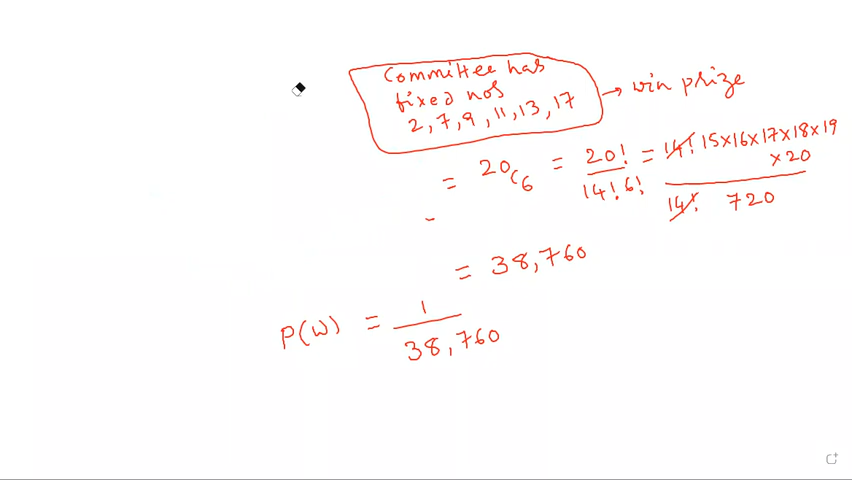 Committee has
fixed nos
2, 7, 9, 11, 13, 17
→ win prize
= 20C6 = 20!/14! 6! = 14! 15×16×17×18×19×20/14! 720
= 38,760
P(W) = 1/38,760